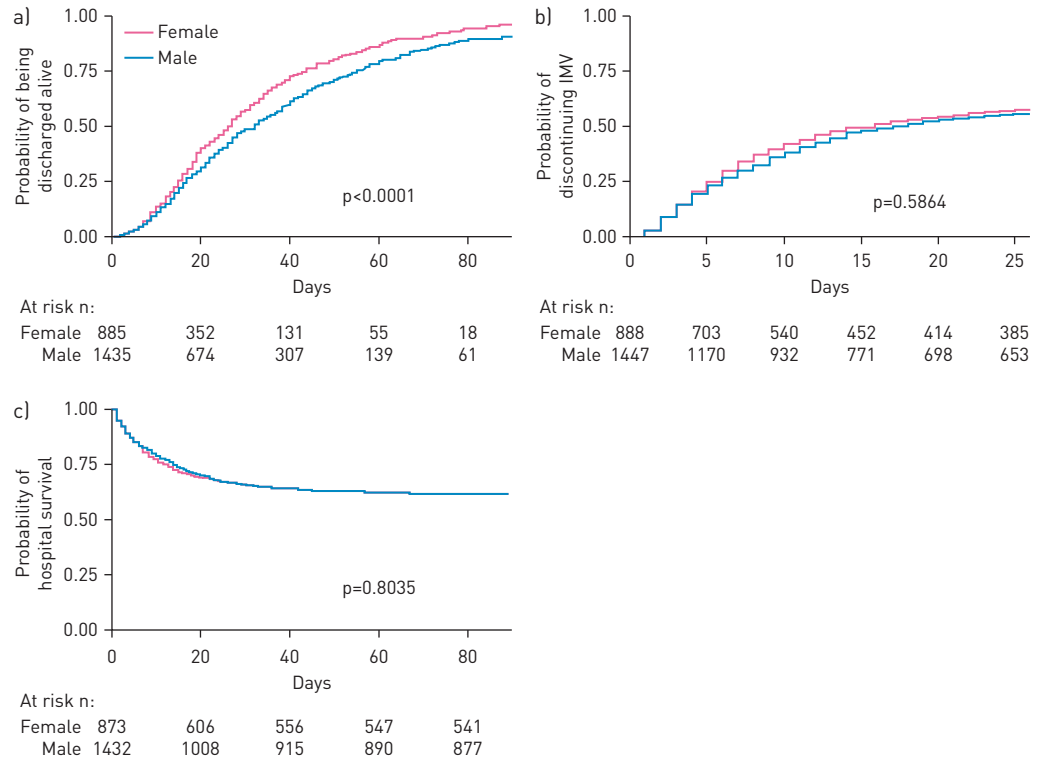 a)
Female
Male
Probability of being
discharged alive
1.00
0.75
0.50
0.25
0.00
p<0.0001
0 20 40 60 80
Days
At risk n:
Female 885 352 131 55 18
Male 1435 674 307 139 61
b)
Probability of
discontinuing IMV
1.00
0.75
0.50
0.25
0.00
p=0.5864
0 5 10 15 20 25
Days
At risk n:
Female 888 703 540 452 414 385
Male 1447 1170 932 771 698 653
c)
Probability of
hospital survival
1.00
0.75
0.50
0.25
0.00
p=0.8035
0 20 40 60 80
Days
At risk n:
Female 873 606 556 547 541
Male 1432 1008 915 890 877